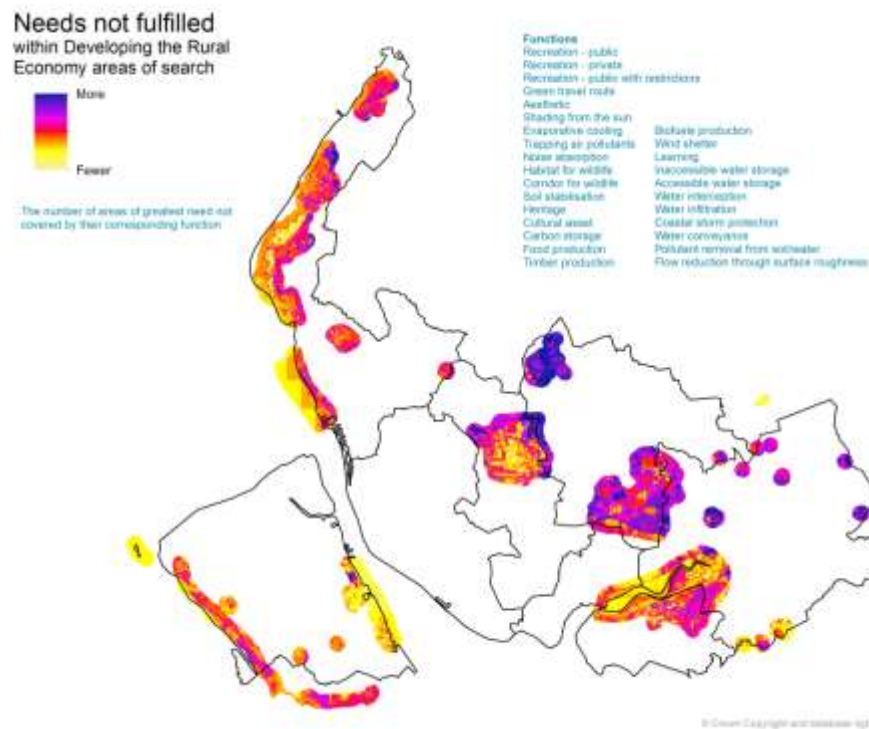 Needs not fulfilled
within Developing the Rural
Economy areas of search
More
Fewer
The number of areas of greatest need not
covered by their corresponding function
Functions
Recreation - public
Recreation - private
Recreation - public with restrictions
Green travel route
Aesthetic
Shading from the sun
Evaporative cooling
Trapping air pollutants
Noise absorption
Habitat for wildlife
Corridor for wildlife
Soil stabilisation
Heritage
Cultural asset
Carbon storage
Food production
Timber production
Biofuels production
Wind shelter
Learning
Inaccessible water storage
Accessible water storage
Water interception
Water infiltration
Coastal storm protection
Water conveyance
Pollutant removal from soil/water
Flow reduction through surface roughness
© Crown Copyright and database righ